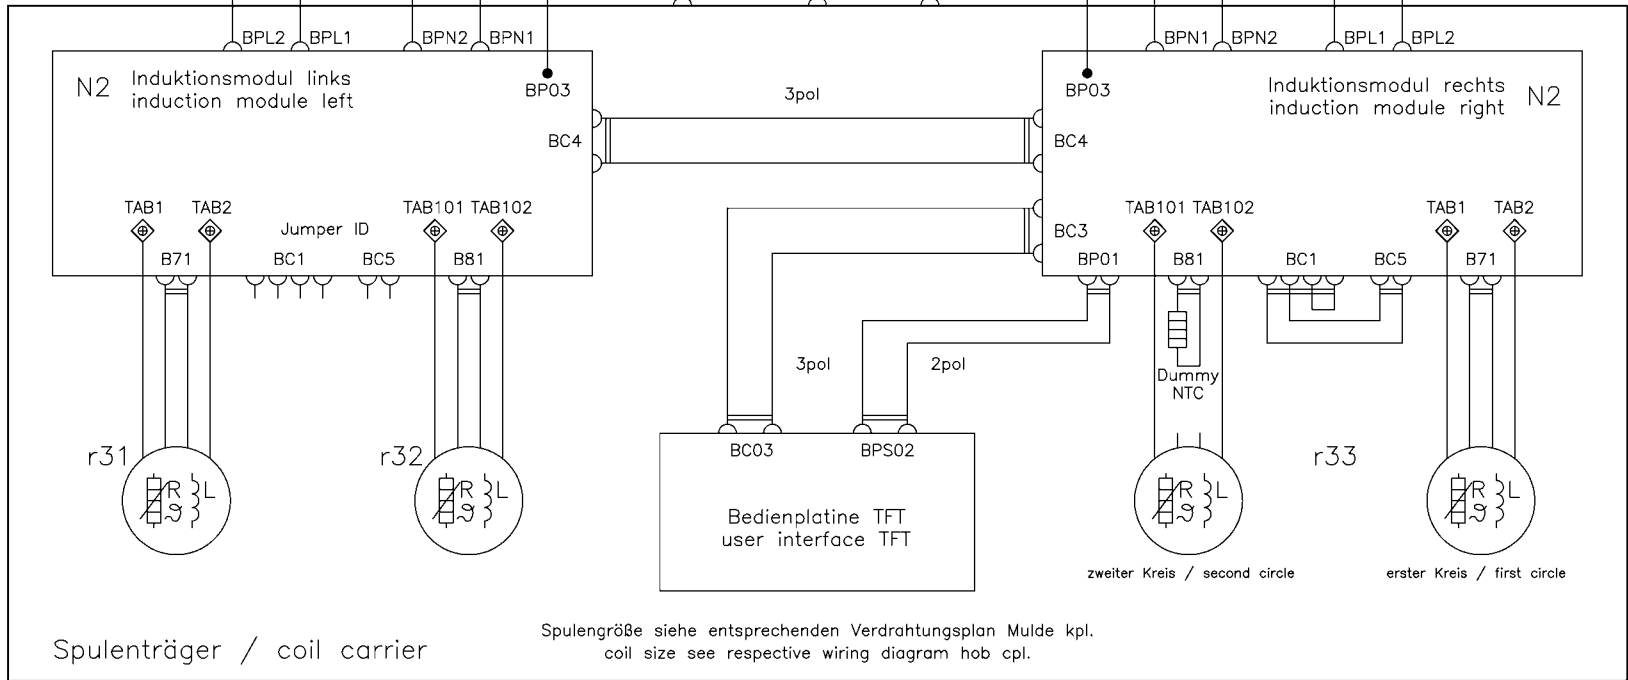 BPL2 BPL1 BPN2 BPN1 BPN1 BPN2 BPL1 BPL2
N2 Induktionsmodul links
induction module left
BP03
BC4
3pol
BP03
BC4
Induktionsmodul rechts
induction module right
N2
TAB1 TAB2 Jumper ID TAB101 TAB102
B71 BC1 BC5 B81
BC3
TAB101 TAB102 TAB1 TAB2
BP01 B81 BC1 BC5 B71
3pol 2pol
Dummy
NTC
r31 r32 r33
R L R L R L R L
ϑ ϑ ϑ ϑ
BC03 BPS02
Bedienplatine TFT
user interface TFT
zweiter Kreis / second circle erster Kreis / first circle
Spulenträger / coil carrier
Spulengröße siehe entsprechenden Verdrahtungsplan Mulde kpl.
coil size see respective wiring diagram hob cpl.